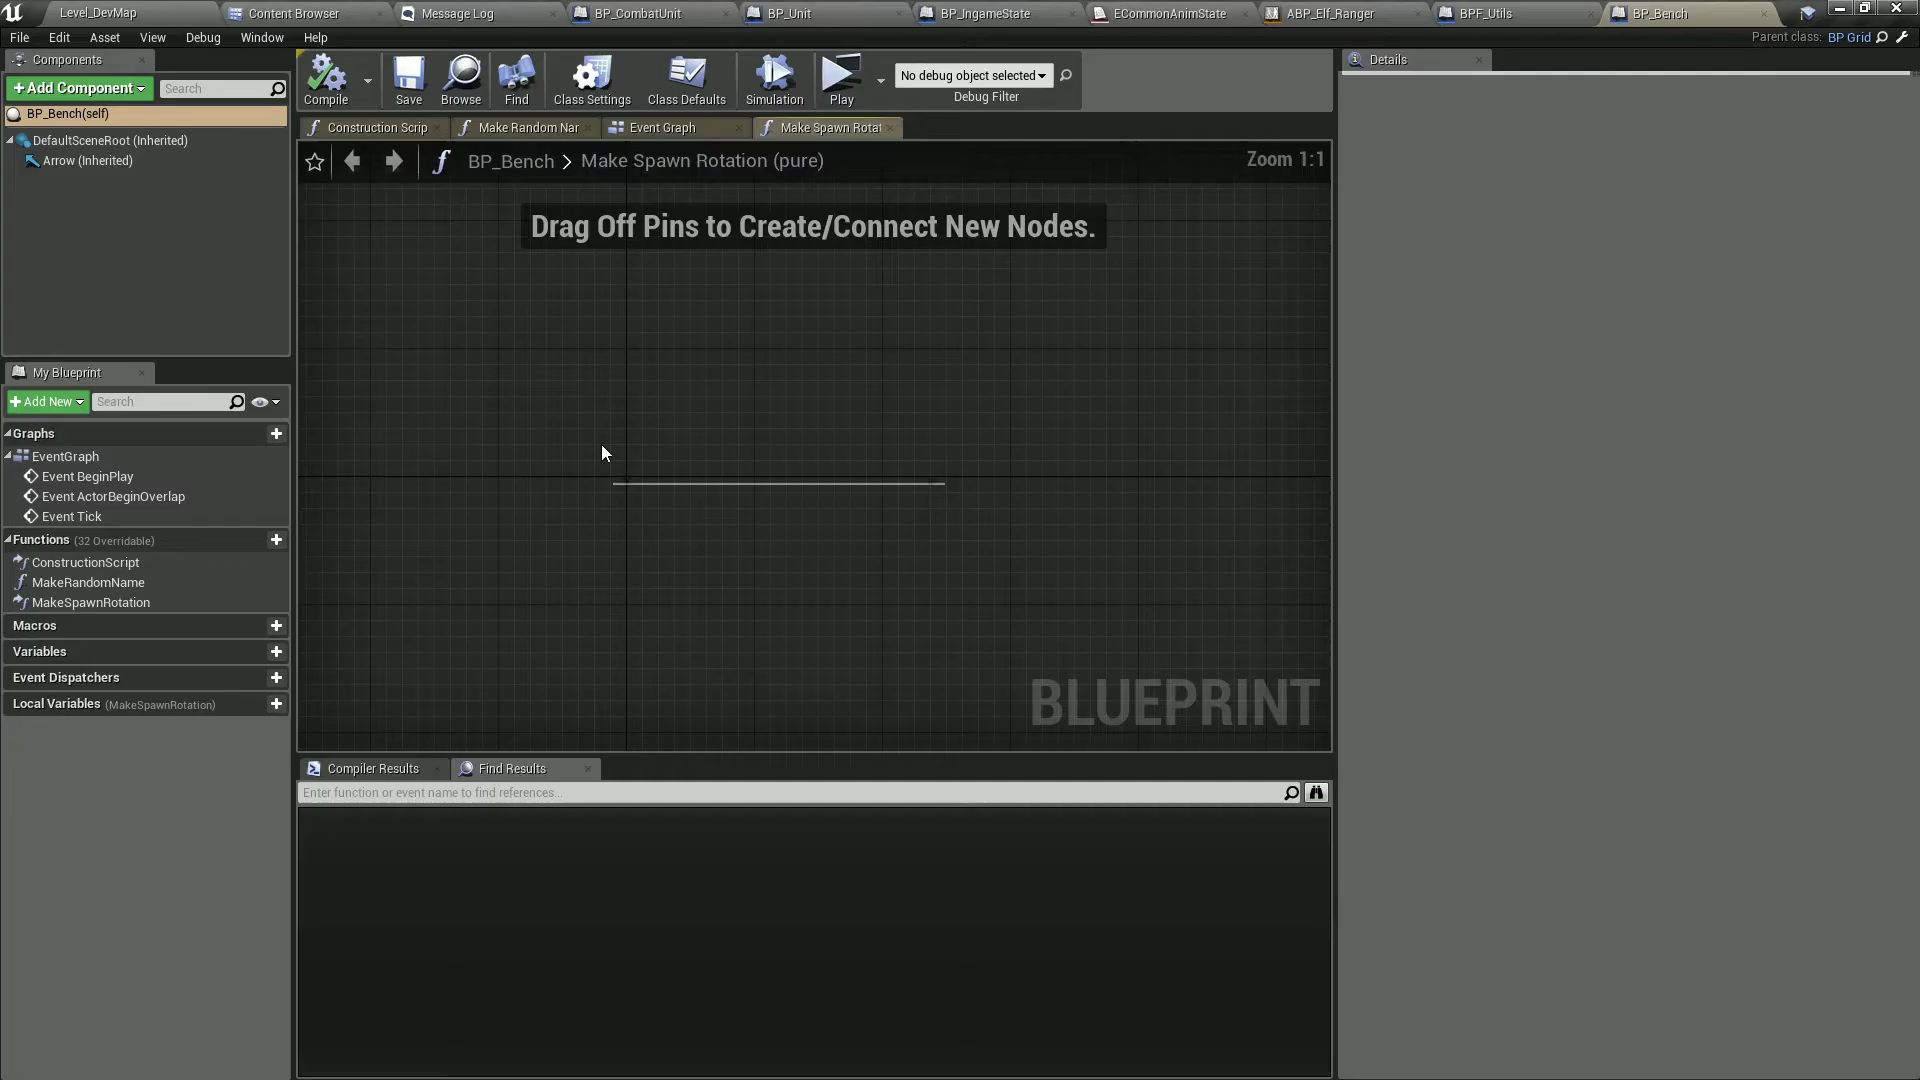 Level_DevMap
Content Browser
Message Log
BP_CombatUnit
BP_Unit
BP_IngameState
ECommonAnimState
ABP_Elf_Ranger
BPF_Utils
BP_Bench
File Edit Asset View Debug Window Help
Parent class: BP Grid
Components
+Add Component
Search
BP_Bench(self)
DefaultSceneRoot (Inherited)
Arrow (Inherited)
Compile
Save
Browse
Find
Class Settings
Class Defaults
Simulation
Play
No debug object selected
Debug Filter
Details
Construction Scrip
Make Random Nar
Event Graph
Make Spawn Rotat
BP_Bench > Make Spawn Rotation (pure)
Zoom 1:1
Drag Off Pins to Create/Connect New Nodes.
BLUEPRINT
My Blueprint
+Add New
Search
Graphs
EventGraph
Event BeginPlay
Event ActorBeginOverlap
Event Tick
Functions (32 Overridable)
ConstructionScript
MakeRandomName
MakeSpawnRotation
Macros
Variables
Event Dispatchers
Local Variables (MakeSpawnRotation)
Compiler Results
Find Results
Enter function or event name to find references...